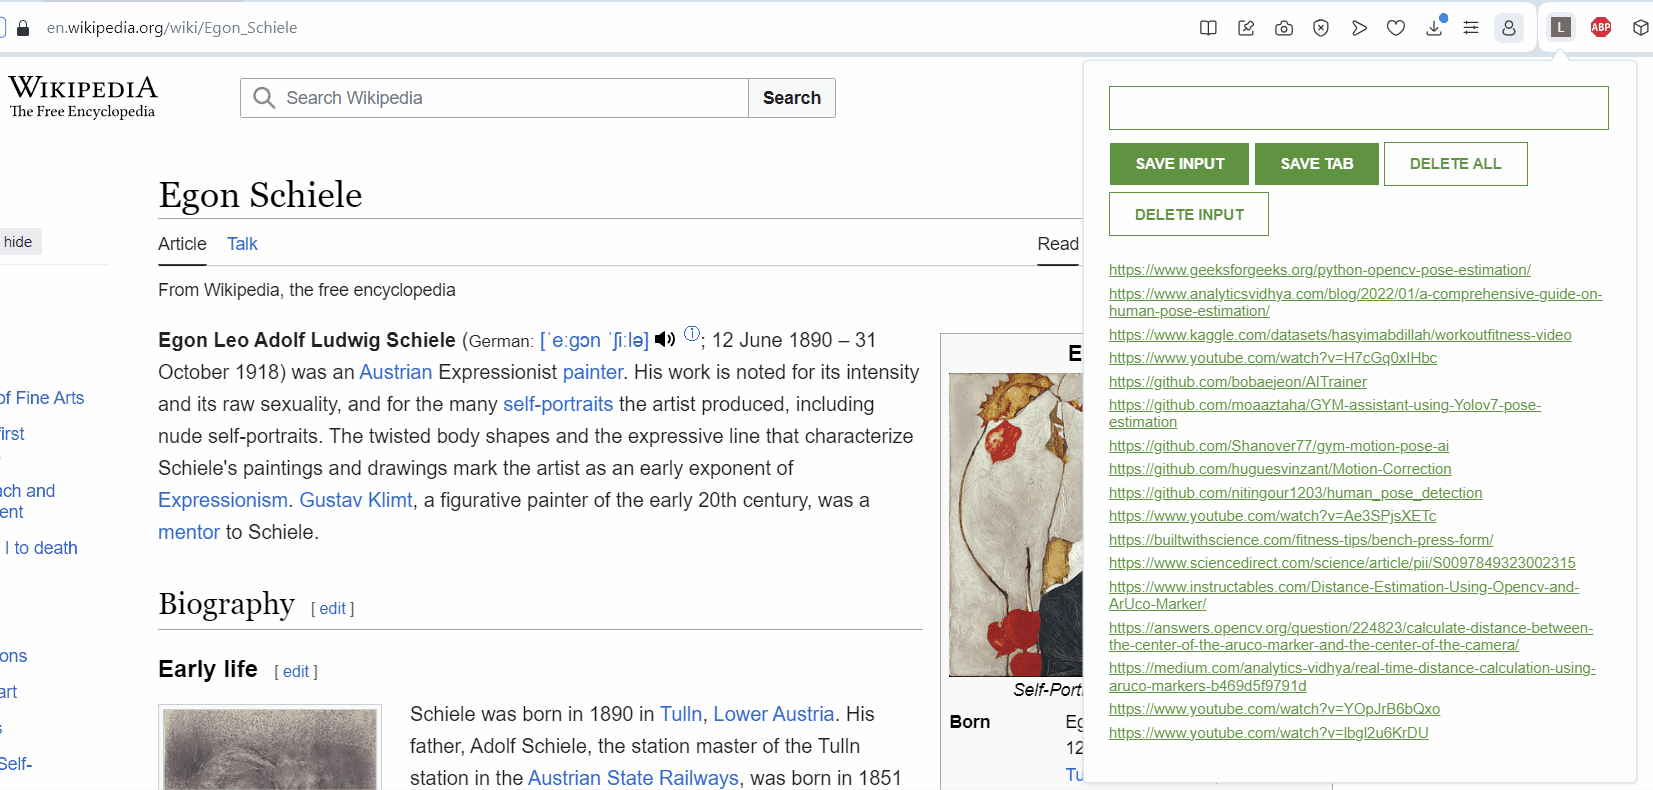 en.wikipedia.org/wiki/Egon_Schiele
L
ABP
WIKIPEDIA
The Free Encyclopedia
Search Wikipedia
Search
hide
of Fine Arts
first
ach and
ent
I to death
ons
art
s
Self-
Egon Schiele
Article Talk Read
From Wikipedia, the free encyclopedia
Egon Leo Adolf Ludwig Schiele (German: [ˈeːɡɔn ˈʃiːlə] ⓘ; 12 June 1890 – 31
October 1918) was an Austrian Expressionist painter. His work is noted for its intensity
and its raw sexuality, and for the many self-portraits the artist produced, including
nude self-portraits. The twisted body shapes and the expressive line that characterize
Schiele's paintings and drawings mark the artist as an early exponent of
Expressionism. Gustav Klimt, a figurative painter of the early 20th century, was a
mentor to Schiele.
Biography [ edit ]
Early life [ edit ]
Schiele was born in 1890 in Tulln, Lower Austria. His
father, Adolf Schiele, the station master of the Tulln
station in the Austrian State Railways, was born in 1851
E
Self-Port
Born Eg
12
Tu
SAVE INPUT
SAVE TAB
DELETE ALL
DELETE INPUT
https://www.geeksforgeeks.org/python-opencv-pose-estimation/
https://www.analyticsvidhya.com/blog/2022/01/a-comprehensive-guide-on-
human-pose-estimation/
https://www.kaggle.com/datasets/hasyimabdillah/workoutfitness-video
https://www.youtube.com/watch?v=H7cGq0xIHbc
https://github.com/bobaejeon/AITrainer
https://github.com/moaaztaha/GYM-assistant-using-Yolov7-pose-
estimation
https://github.com/Shanover77/gym-motion-pose-ai
https://github.com/huguesvinzant/Motion-Correction
https://github.com/nitingour1203/human_pose_detection
https://www.youtube.com/watch?v=Ae3SPjsXETc
https://builtwithscience.com/fitness-tips/bench-press-form/
https://www.sciencedirect.com/science/article/pii/S0097849323002315
https://www.instructables.com/Distance-Estimation-Using-Opencv-and-
ArUco-Marker/
https://answers.opencv.org/question/224823/calculate-distance-between-
the-center-of-the-aruco-marker-and-the-center-of-the-camera/
https://medium.com/analytics-vidhya/real-time-distance-calculation-using-
aruco-markers-b469d5f9791d
https://www.youtube.com/watch?v=YOpJrB6bQxo
https://www.youtube.com/watch?v=lbgl2u6KrDU